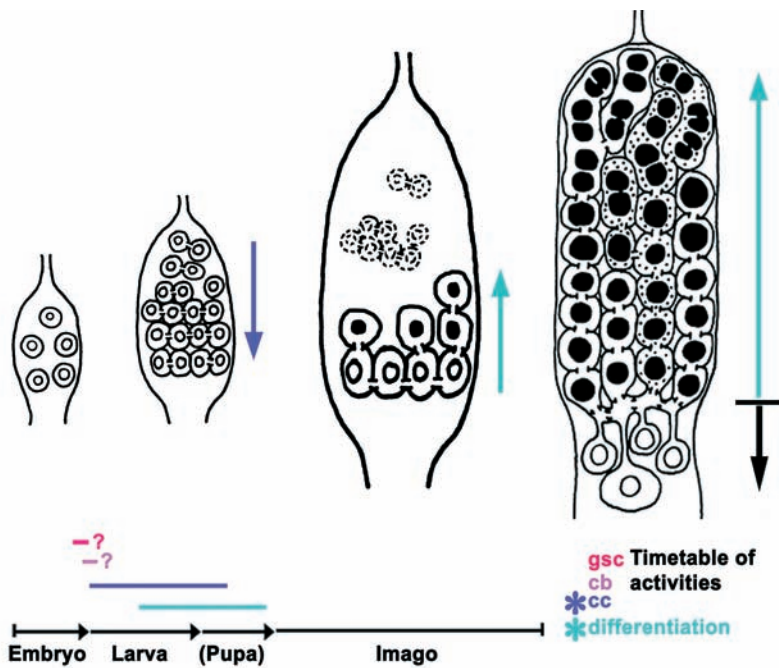 –?
–?
gsc Timetable of
cb activities
*cc
*differentiation
Embryo Larva (Pupa) Imago